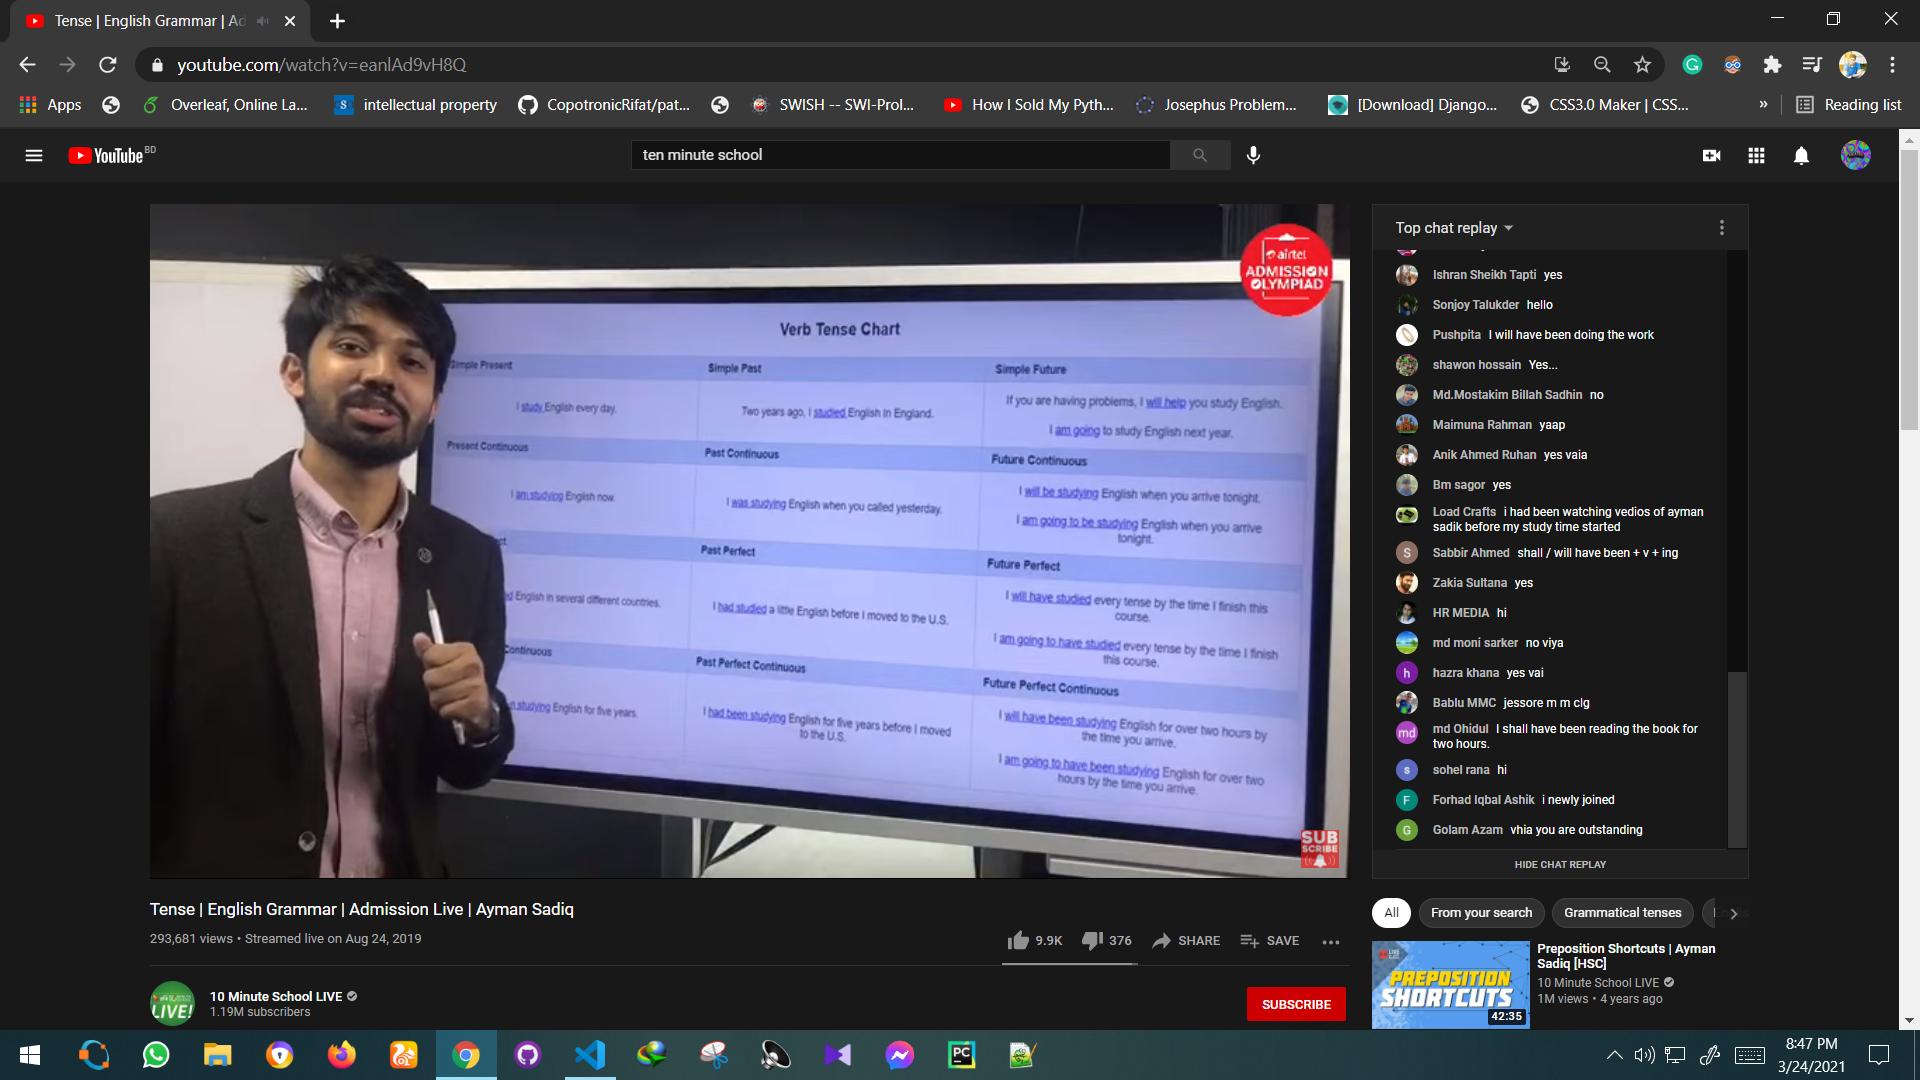 Tense | English Grammar | Ad
youtube.com/watch?v=eanlAd9vH8Q
Apps
Overleaf, Online La...
intellectual property
CopotronicRifat/pat...
SWISH -- SWI-Prol...
How I Sold My Pyth...
Josephus Problem...
[Download] Django...
CSS3.0 Maker | CSS...
»
Reading list
YouTube BD
ten minute school
airtel
ADMISSION
OLYMPIAD
Verb Tense Chart
Simple Present
Simple Past
Simple Future
I study English every day.
Two years ago, I studied English in England.
If you are having problems, I will help you study English.
I am going to study English next year.
Present Continuous
Past Continuous
Future Continuous
I am studying English now.
I was studying English when you called yesterday.
I will be studying English when you arrive tonight.
I am going to be studying English when you arrive
tonight.
Past Perfect
Future Perfect
English in several different countries.
I had studied a little English before I moved to the U.S.
I will have studied every tense by the time I finish this
course.
I am going to have studied every tense by the time I finish
this course.
Continuous
Past Perfect Continuous
Future Perfect Continuous
studying English for five years.
I had been studying English for five years before I moved
to the U.S.
I will have been studying English for over two hours by
the time you arrive.
I am going to have been studying English for over two
hours by the time you arrive.
SUB
SCRIBE
Top chat replay
Ishran Sheikh Tapti yes
Sonjoy Talukder hello
Pushpita I will have been doing the work
shawon hossain Yes...
Md.Mostakim Billah Sadhin no
Maimuna Rahman yaap
Anik Ahmed Ruhan yes vaia
Bm sagor yes
Load Crafts i had been watching vedios of ayman
sadik before my study time started
S Sabbir Ahmed shall / will have been + v + ing
Zakia Sultana yes
HR MEDIA hi
md moni sarker no viya
h hazra khana yes vai
Bablu MMC jessore m m clg
md md Ohidul I shall have been reading the book for
two hours.
s sohel rana hi
F Forhad Iqbal Ashik i newly joined
G Golam Azam vhia you are outstanding
HIDE CHAT REPLAY
Tense | English Grammar | Admission Live | Ayman Sadiq
293,681 views • Streamed live on Aug 24, 2019
9.9K
376
SHARE
SAVE
LIVE!
10 Minute School LIVE
1.19M subscribers
SUBSCRIBE
All
From your search
Grammatical tenses
PREPOSITION
SHORTCUTS
42:35
Preposition Shortcuts | Ayman
Sadiq [HSC]
10 Minute School LIVE
1M views • 4 years ago
PC
8:47 PM
3/24/2021